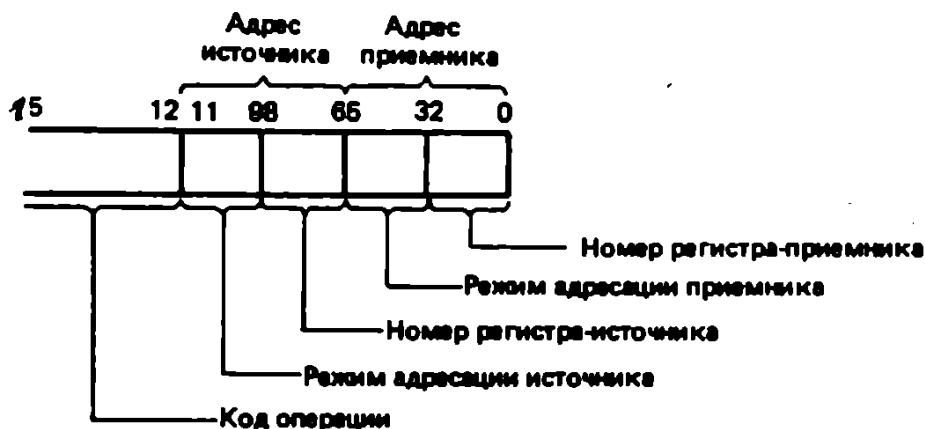 Адрес источника
Адрес приемника
15 12 11 98 65 32 0
Номер регистра-приемника
Режим адресации приемника
Номер регистра-источника
Режим адресации источника
Код операции